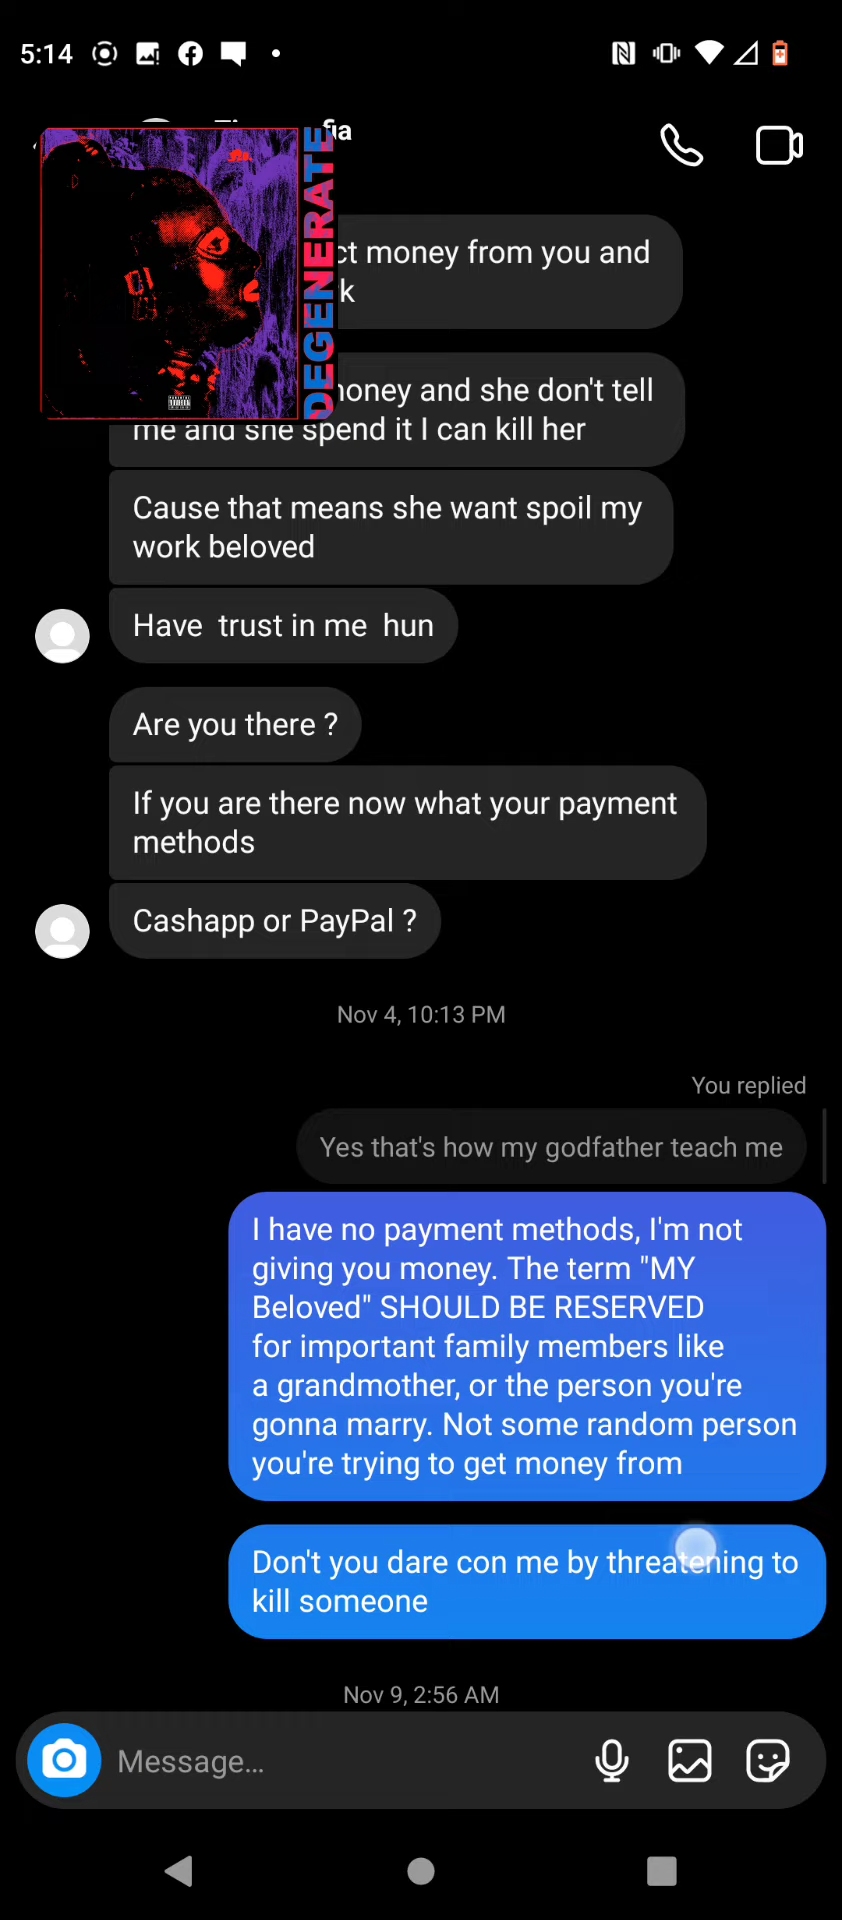 5:14
fia
ct money from you and
k
money and she don't tell
me and she spend it I can kill her
Cause that means she want spoil my
work beloved
Have trust in me hun
Are you there ?
If you are there now what your payment
methods
Cashapp or PayPal ?
Nov 4, 10:13 PM
You replied
Yes that's how my godfather teach me
I have no payment methods, I'm not
giving you money. The term "MY
Beloved" SHOULD BE RESERVED
for important family members like
a grandmother, or the person you're
gonna marry. Not some random person
you're trying to get money from
Don't you dare con me by threatening to
kill someone
Nov 9, 2:56 AM
Message...
DEGENERATE